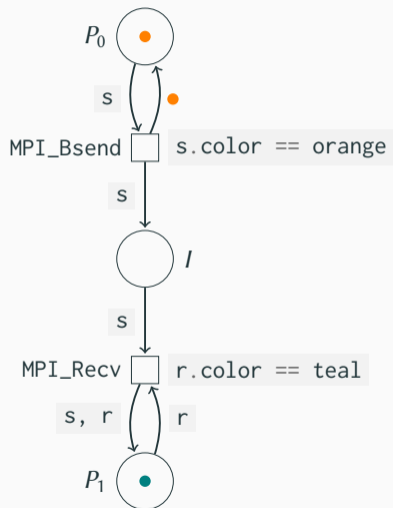 P0
s
MPI_Bsend s.color == orange
s
I
s
MPI_Recv r.color == teal
s, r r
P1